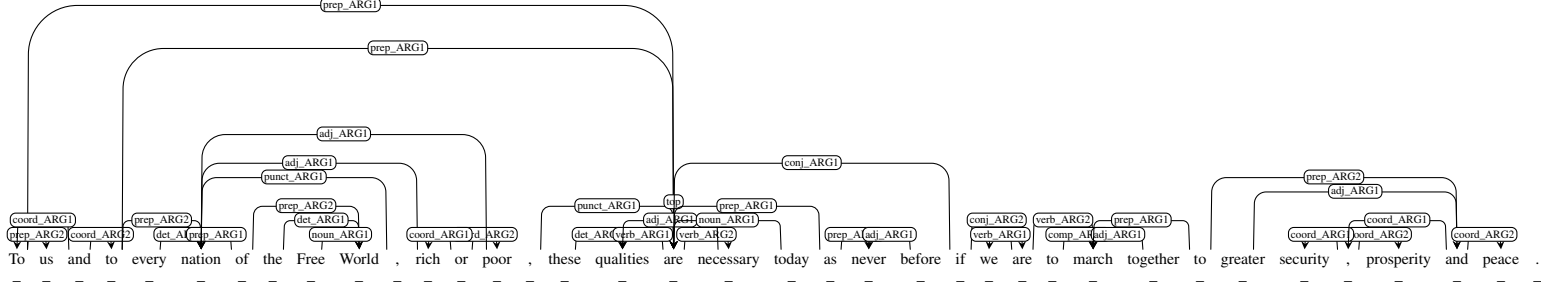 prep_ARG1
prep_ARG1
adj_ARG1
adj_ARG1 conj_ARG1
punct_ARG1 prep_ARG2
adj_ARG1
top
prep_ARG2 punct_ARG1 prep_ARG1
coord_ARG1 prep_ARG2 det_ARG1 adj_ARG1 noun_ARG1 conj_ARG2 verb_ARG2 prep_ARG1 coord_ARG1
prep_ARG2 coord_ARG2 prep_ARG1 noun_ARG1 coord_ARG1 verb_ARG1 verb_ARG2 adj_ARG1 verb_ARG1 adj_ARG1 coord_ARG2
To us and to every nation of the Free World , rich or poor , these qualities are necessary today as never before if we are to march together to greater security , prosperity and peace .
_ _ _ _ _ _ _ _ _ _ _ _ _ _ _ _ _ _ _ _ _ _ _ _ _ _ _ _ _ _ _ _ _ _ _ _ _